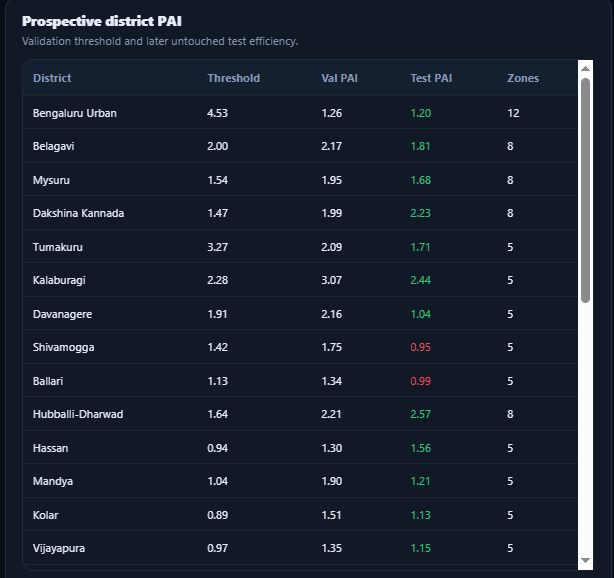 Prospective district PAI
Validation threshold and later untouched test efficiency.
District Threshold Val PAI Test PAI Zones
Bengaluru Urban 4.53 1.26 1.20 12
Belagavi 2.00 2.17 1.81 8
Mysuru 1.54 1.95 1.68 8
Dakshina Kannada 1.47 1.99 2.23 8
Tumakuru 3.27 2.09 1.71 5
Kalaburagi 2.28 3.07 2.44 5
Davanagere 1.91 2.16 1.04 5
Shivamogga 1.42 1.75 0.95 5
Ballari 1.13 1.34 0.99 5
Hubballi-Dharwad 1.64 2.21 2.57 8
Hassan 0.94 1.30 1.56 5
Mandya 1.04 1.90 1.21 5
Kolar 0.89 1.51 1.13 5
Vijayapura 0.97 1.35 1.15 5